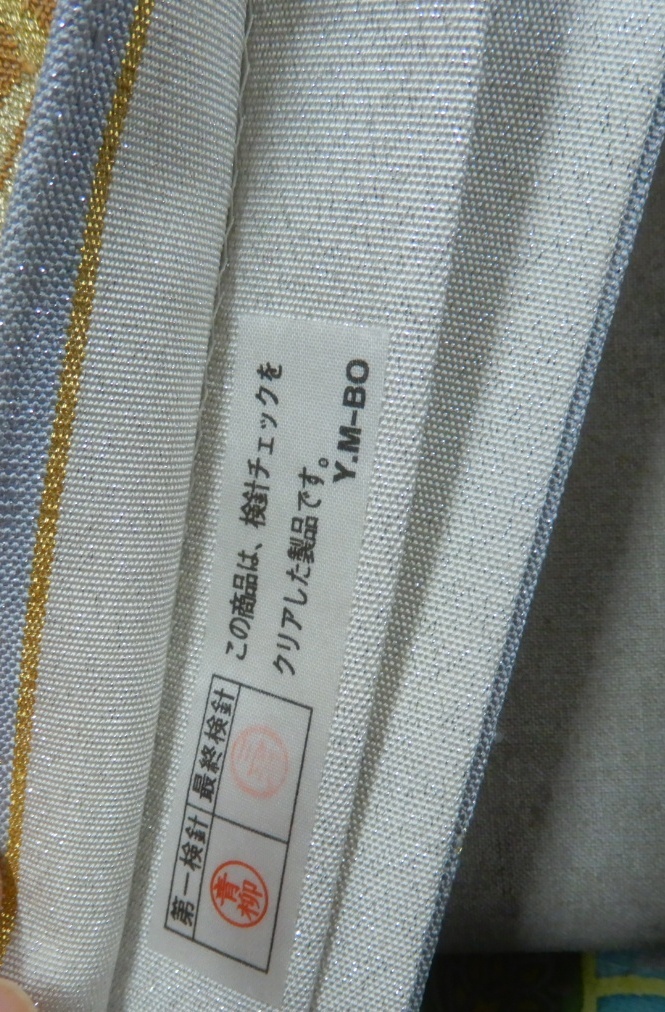 この商品は、検針チェックを
クリアした製品です。
Y.M-BO
第一検針 最終検針
青柳